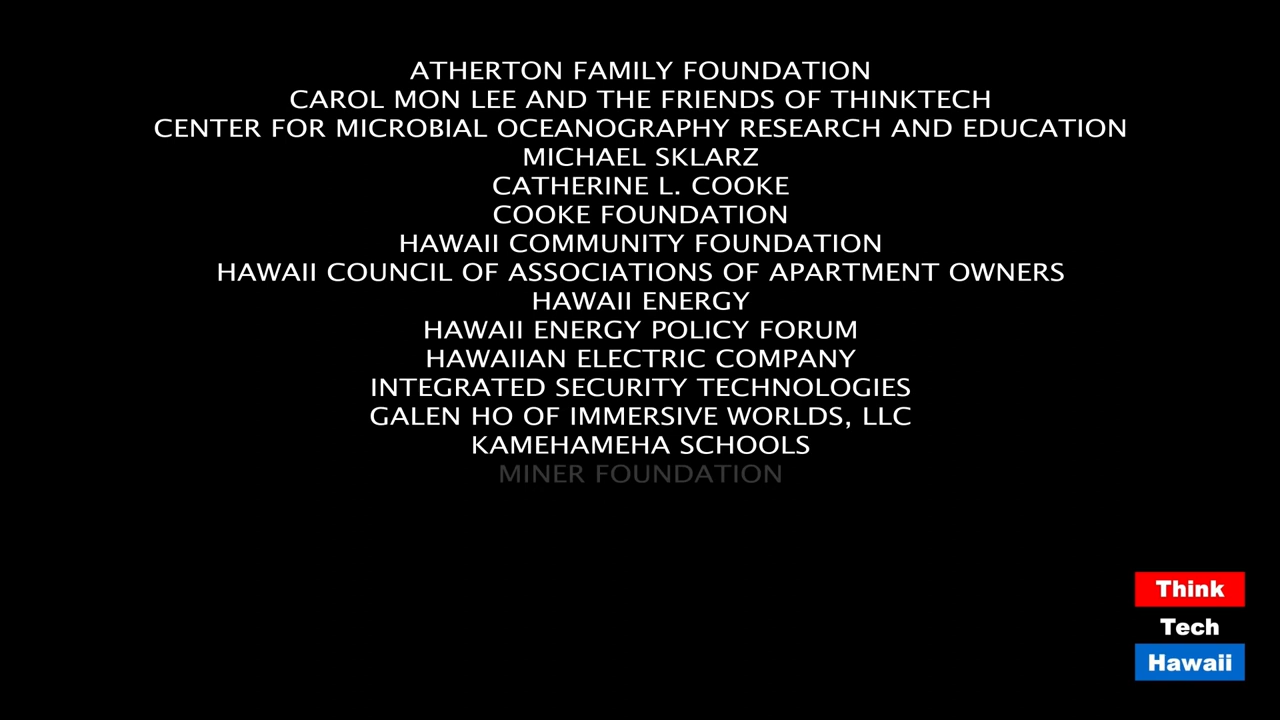 ATHERTON FAMILY FOUNDATION
CAROL MON LEE AND THE FRIENDS OF THINKTECH
CENTER FOR MICROBIAL OCEANOGRAPHY RESEARCH AND EDUCATION
MICHAEL SKLARZ
CATHERINE L. COOKE
COOKE FOUNDATION
HAWAII COMMUNITY FOUNDATION
HAWAII COUNCIL OF ASSOCIATIONS OF APARTMENT OWNERS
HAWAII ENERGY
HAWAII ENERGY POLICY FORUM
HAWAIIAN ELECTRIC COMPANY
INTEGRATED SECURITY TECHNOLOGIES
GALEN HO OF IMMERSIVE WORLDS, LLC
KAMEHAMEHA SCHOOLS
MINER FOUNDATION
Think
Tech
Hawaii